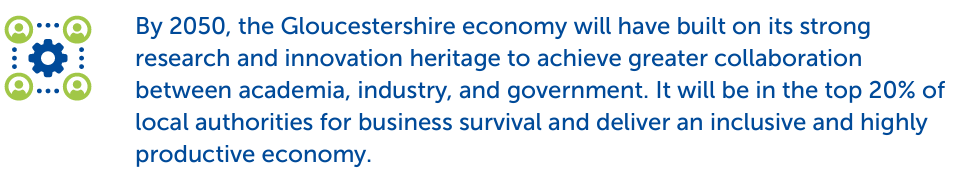 By 2050, the Gloucestershire economy will have built on its strong
research and innovation heritage to achieve greater collaboration
between academia, industry, and government. It will be in the top 20% of
local authorities for business survival and deliver an inclusive and highly
productive economy.